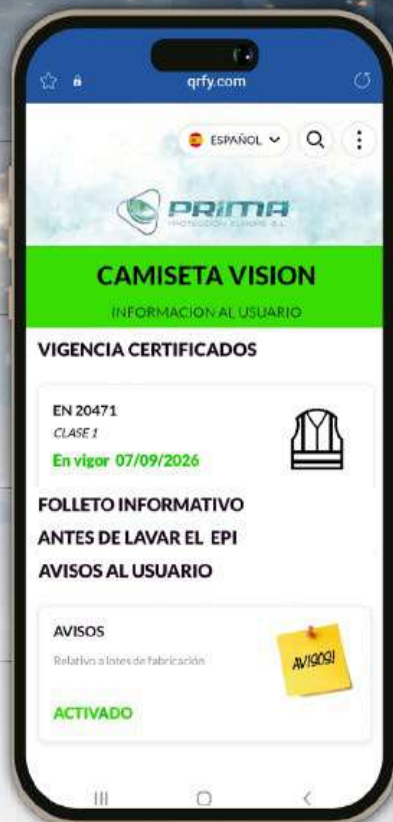 qrfy.com
ESPAÑOL
PRIMA
PROTECCIÓN EUROPE S.L.
CAMISETA VISION
INFORMACION AL USUARIO
VIGENCIA CERTIFICADOS
EN 20471
CLASE 1
En vigor 07/09/2026
FOLLETO INFORMATIVO
ANTES DE LAVAR EL EPI
AVISOS AL USUARIO
AVISOS
Relativo a lotes de fabricación
AVISOS!
ACTIVADO